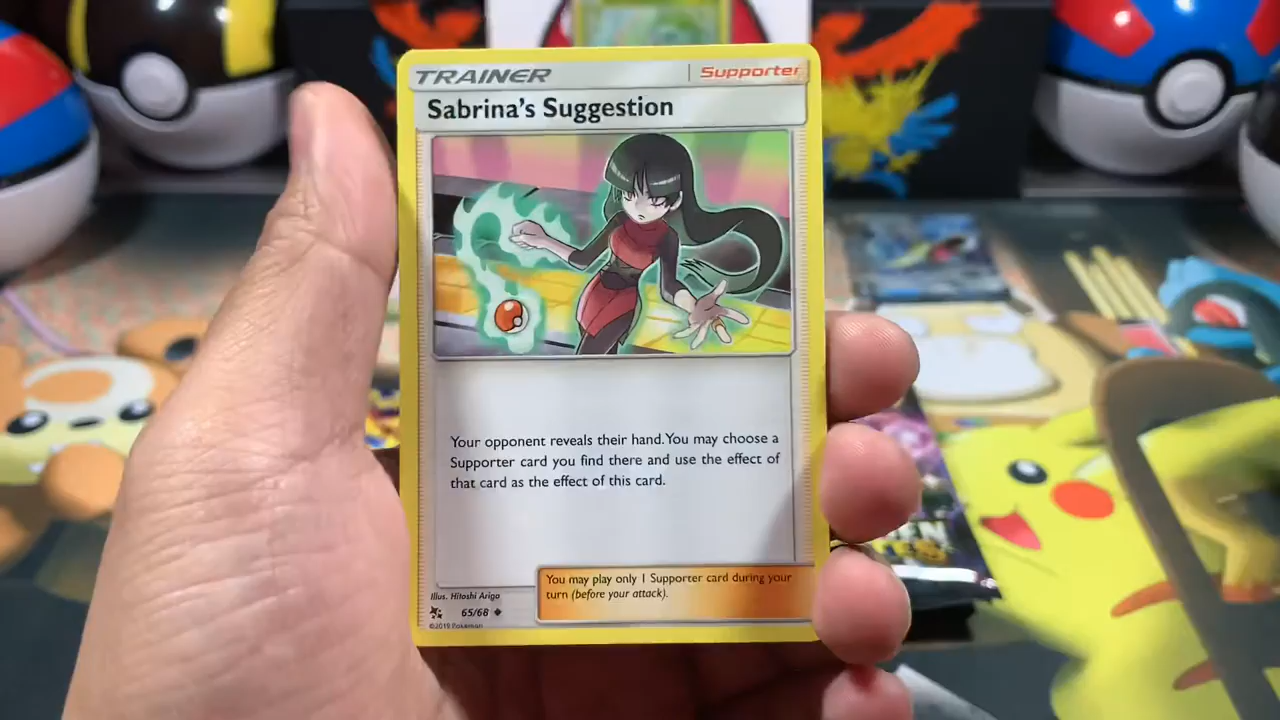 TRAINER
Supporter
Sabrina's Suggestion
Your opponent reveals their hand. You may choose a
Supporter card you find there and use the effect of
that card as the effect of this card.
You may play only 1 Supporter card during your
turn (before your attack).
Illus. Hitoshi Ariga
65/68
©2019 Pokémon